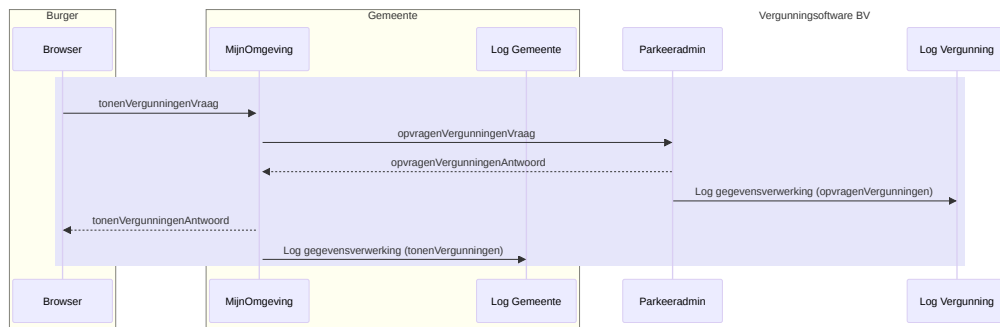 Burger
Gemeente
Vergunningsoftware BV
Browser
MijnOmgeving
Log Gemeente
Parkeeradmin
Log Vergunning
tonenVergunningenVraag
opvragenVergunningenVraag
opvragenVergunningenAntwoord
Log gegevensverwerking (opvragenVergunningen)
tonenVergunningenAntwoord
Log gegevensverwerking (tonenVergunningen)
Browser
MijnOmgeving
Log Gemeente
Parkeeradmin
Log Vergunning